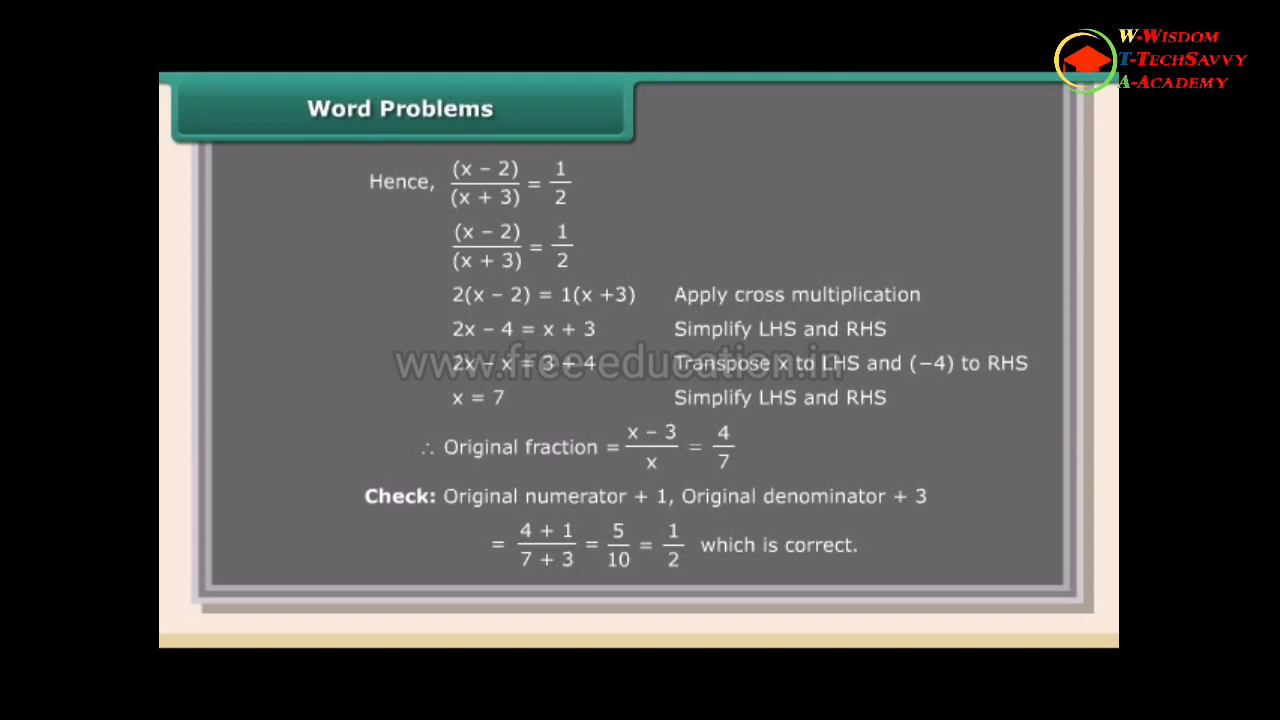 W-Wisdom
T-TechSavvy
A-Academy
Word Problems
Hence, (x – 2)/(x + 3) = 1/2
(x – 2)/(x + 3) = 1/2
2(x – 2) = 1(x +3) Apply cross multiplication
2x – 4 = x + 3 Simplify LHS and RHS
2x – x = 3 + 4 Transpose x to LHS and (−4) to RHS
www.free-education.in
x = 7 Simplify LHS and RHS
∴ Original fraction = (x – 3)/x = 4/7
Check: Original numerator + 1, Original denominator + 3
= (4 + 1)/(7 + 3) = 5/10 = 1/2 which is correct.